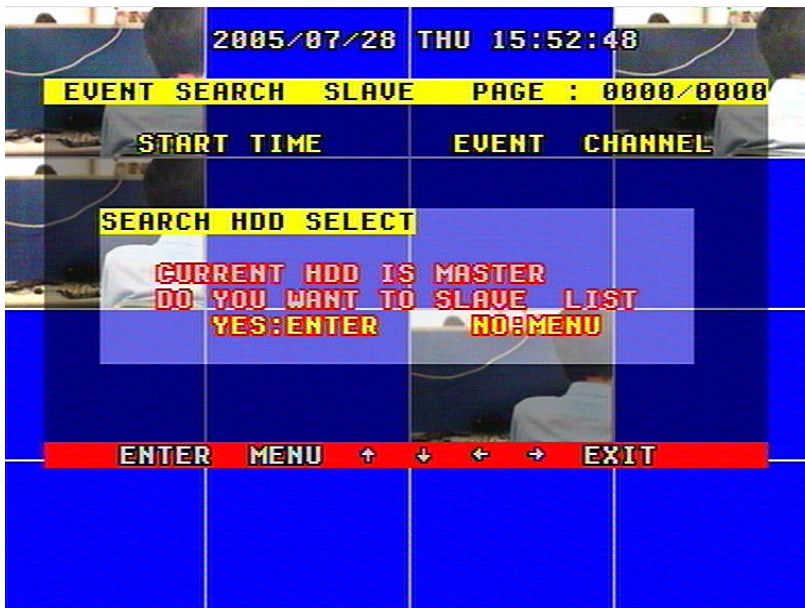 2005/07/28 THU 15:52:48
EVENT SEARCH SLAVE PAGE : 0000/0000
START TIME EVENT CHANNEL
SEARCH HDD SELECT
CURRENT HDD IS MASTER
DO YOU WANT TO SLAVE LIST
YES:ENTER NO:MENU
ENTER MENU ↑ ↓ ← → EXIT